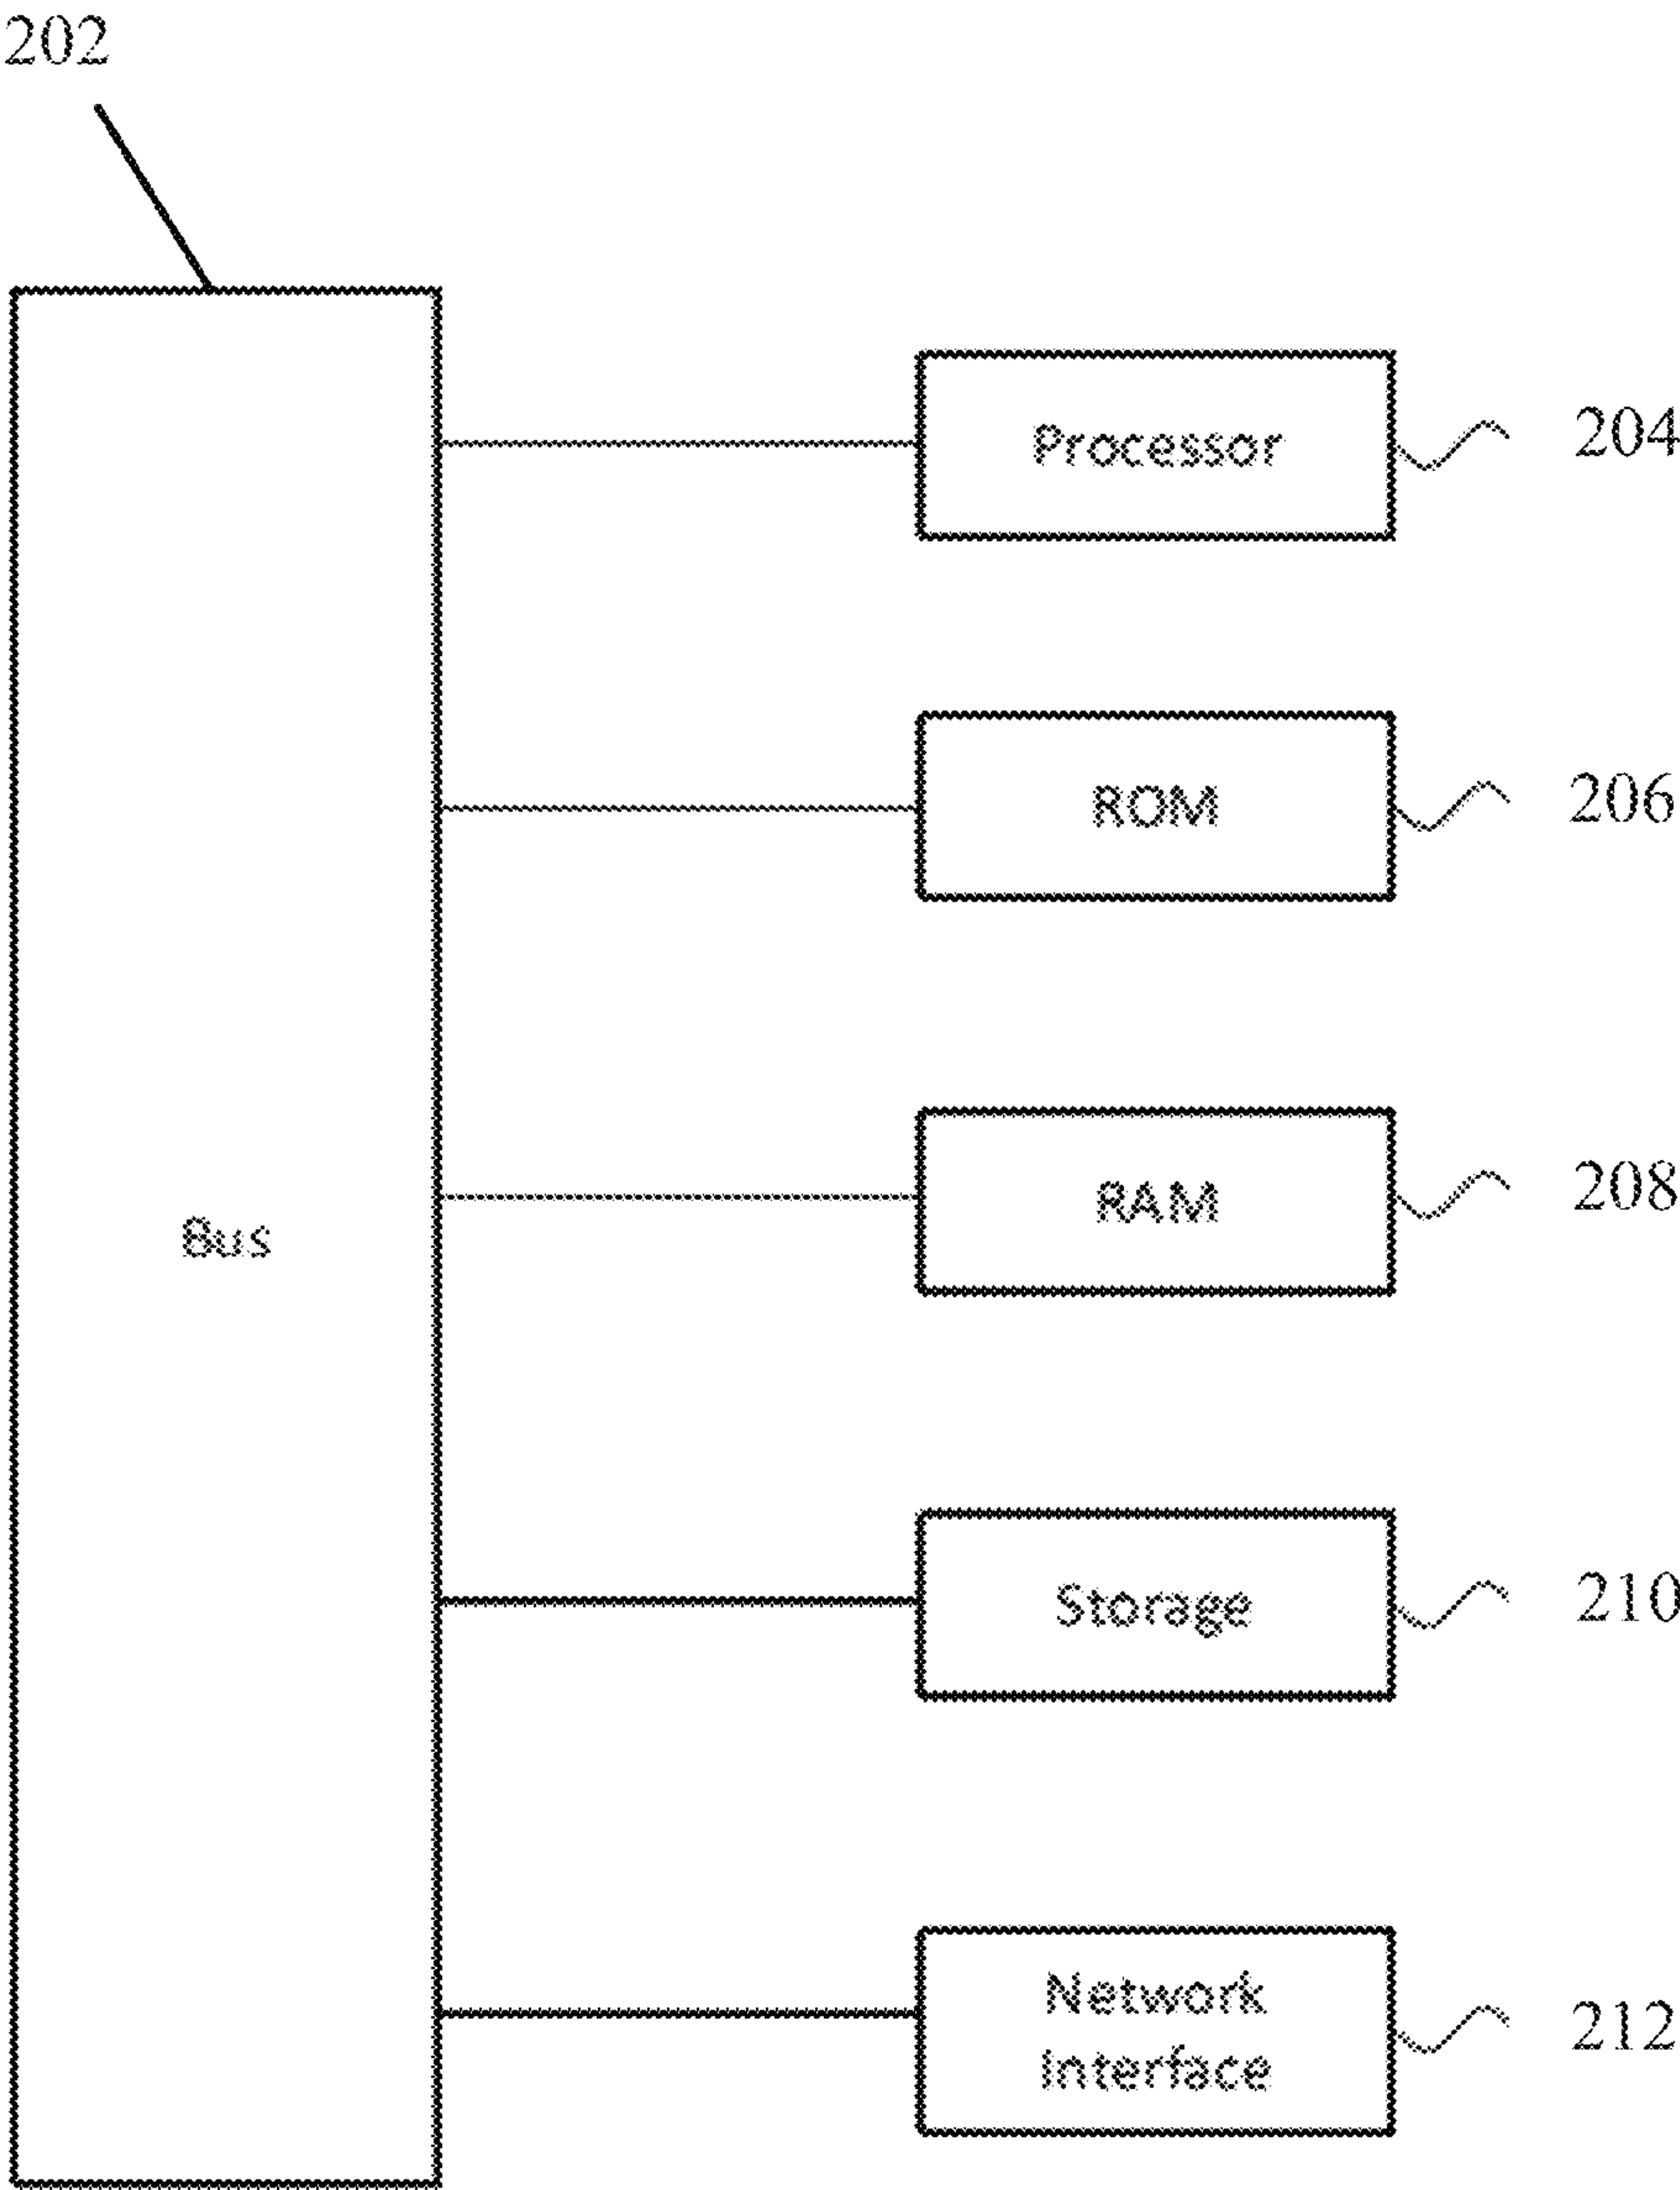 202
Processor
204
ROM
206
RAM
208
Bus
Storage
210
Network
Interface
212